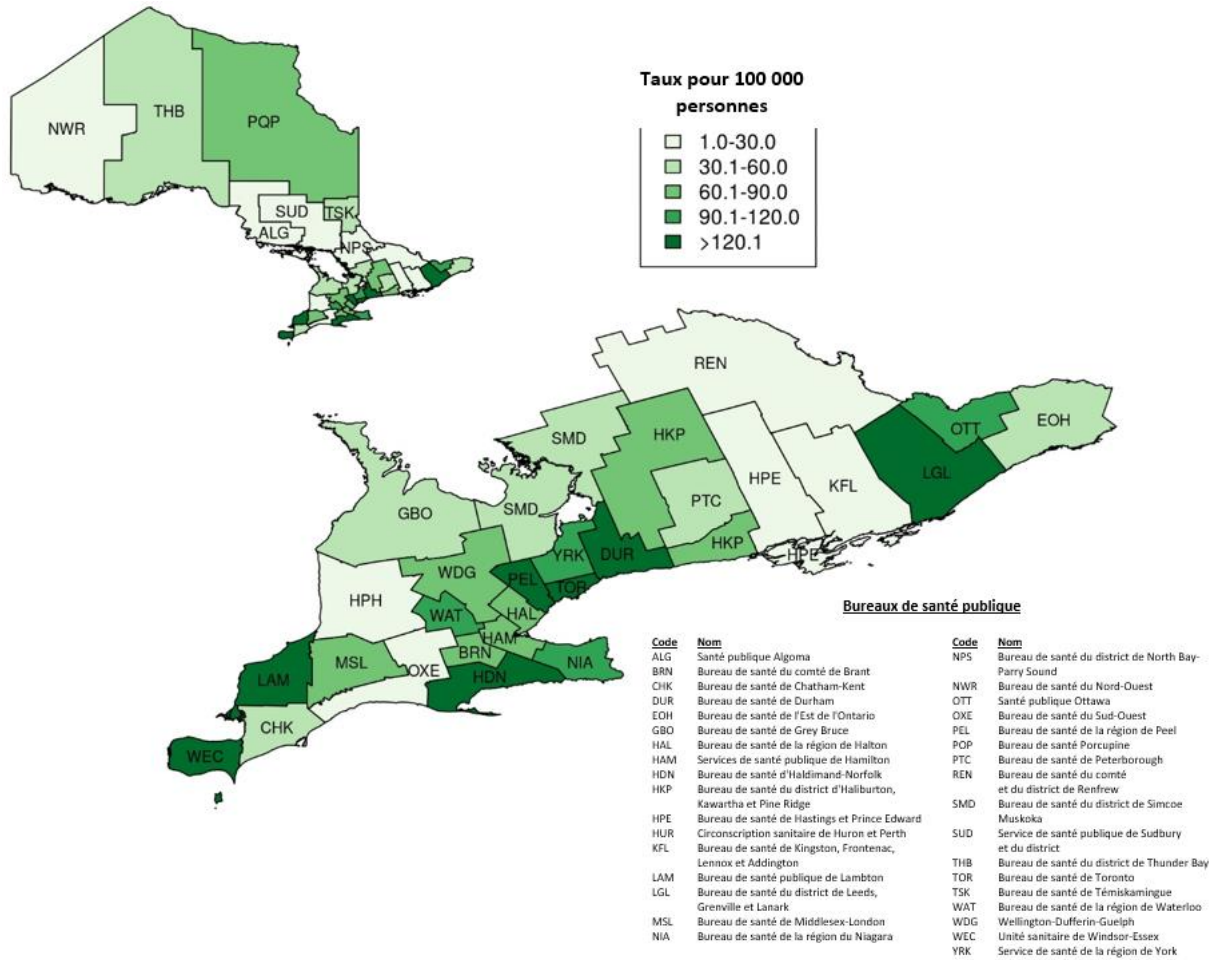 NWR
THB
PQP
SUD
TSK
ALG
NPS
Taux pour 100 000
personnes
1.0-30.0
30.1-60.0
60.1-90.0
90.1-120.0
>120.1
REN
SMD
HKP
OTT
EOH
LGL
HPE
KFL
PTC
GBO
SMD
HKP
YRK
DUR
HPE
WDG
PEL
TOR
HPH
WAT
HAL
HAM
BRN
MSL
OXE
NIA
HDN
LAM
CHK
WEC
Bureaux de santé publique
Code Nom
ALG Santé publique Algoma
BRN Bureau de santé du comté de Brant
CHK Bureau de santé de Chatham-Kent
DUR Bureau de santé de Durham
EOH Bureau de santé de l'Est de l'Ontario
GBO Bureau de santé de Grey Bruce
HAL Bureau de santé de la région de Halton
HAM Services de santé publique de Hamilton
HDN Bureau de santé d'Haldimand-Norfolk
HKP Bureau de santé du district d'Haliburton,
Kawartha et Pine Ridge
HPE Bureau de santé de Hastings et Prince Edward
HUR Circonscription sanitaire de Huron et Perth
KFL Bureau de santé de Kingston, Frontenac,
Lennox et Addington
LAM Bureau de santé publique de Lambton
LGL Bureau de santé du district de Leeds,
Grenville et Lanark
MSL Bureau de santé de Middlesex-London
NIA Bureau de santé de la région du Niagara
Code Nom
NPS Bureau de santé du district de North Bay-
Parry Sound
NWR Bureau de santé du Nord-Ouest
OTT Santé publique Ottawa
OXE Bureau de santé du Sud-Ouest
PEL Bureau de santé de la région de Peel
POP Bureau de santé Porcupine
PTC Bureau de santé de Peterborough
REN Bureau de santé du comté
et du district de Renfrew
SMD Bureau de santé du district de Simcoe
Muskoka
SUD Service de santé publique de Sudbury
et du district
THB Bureau de santé du district de Thunder Bay
TOR Bureau de santé de Toronto
TSK Bureau de santé de Témiskamingue
WAT Bureau de santé de la région de Waterloo
WDG Wellington-Dufferin-Guelph
WEC Unité sanitaire de Windsor-Essex
YRK Service de santé de la région de York